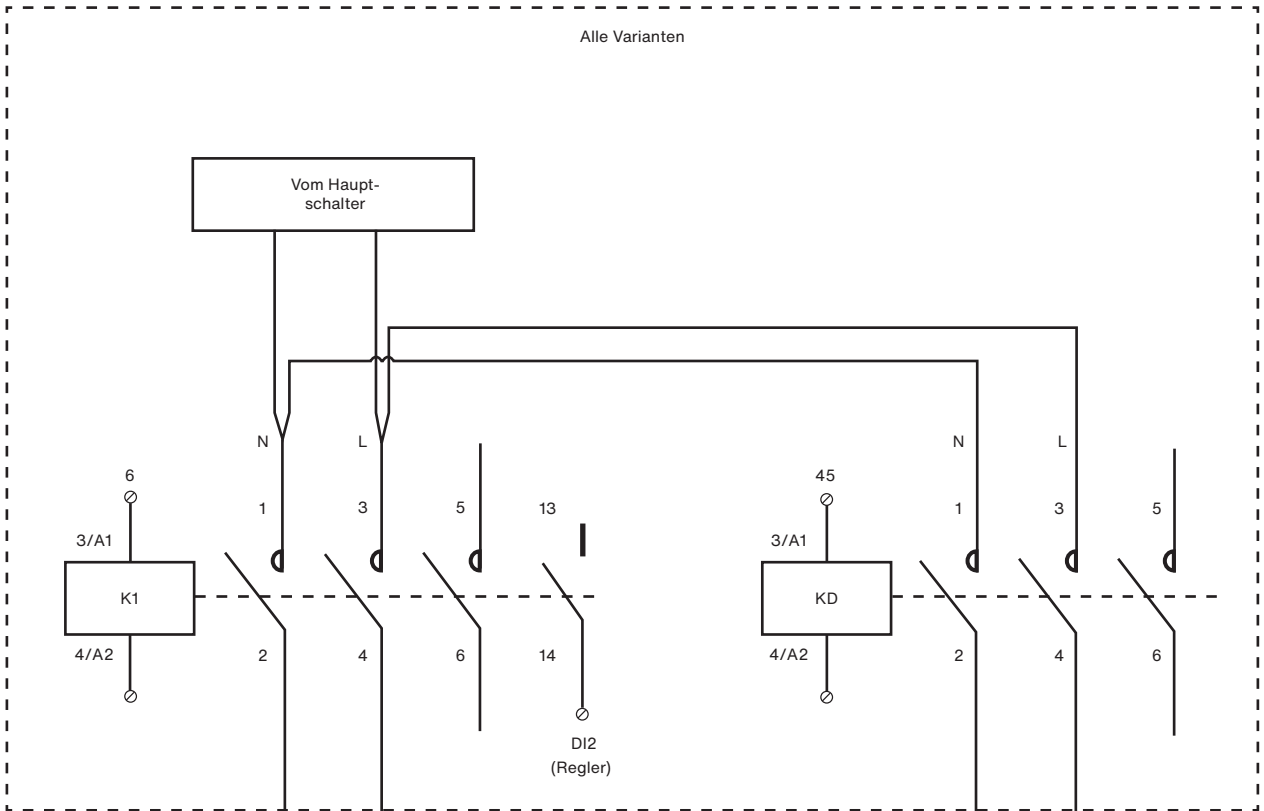 Alle Varianten
Vom Haupt-
schalter
N L N L
6 45
1 3 5 13 1 3 5
3/A1 3/A1
K1 KD
4/A2 2 4 6 14 4/A2 2 4 6
DI2
(Regler)